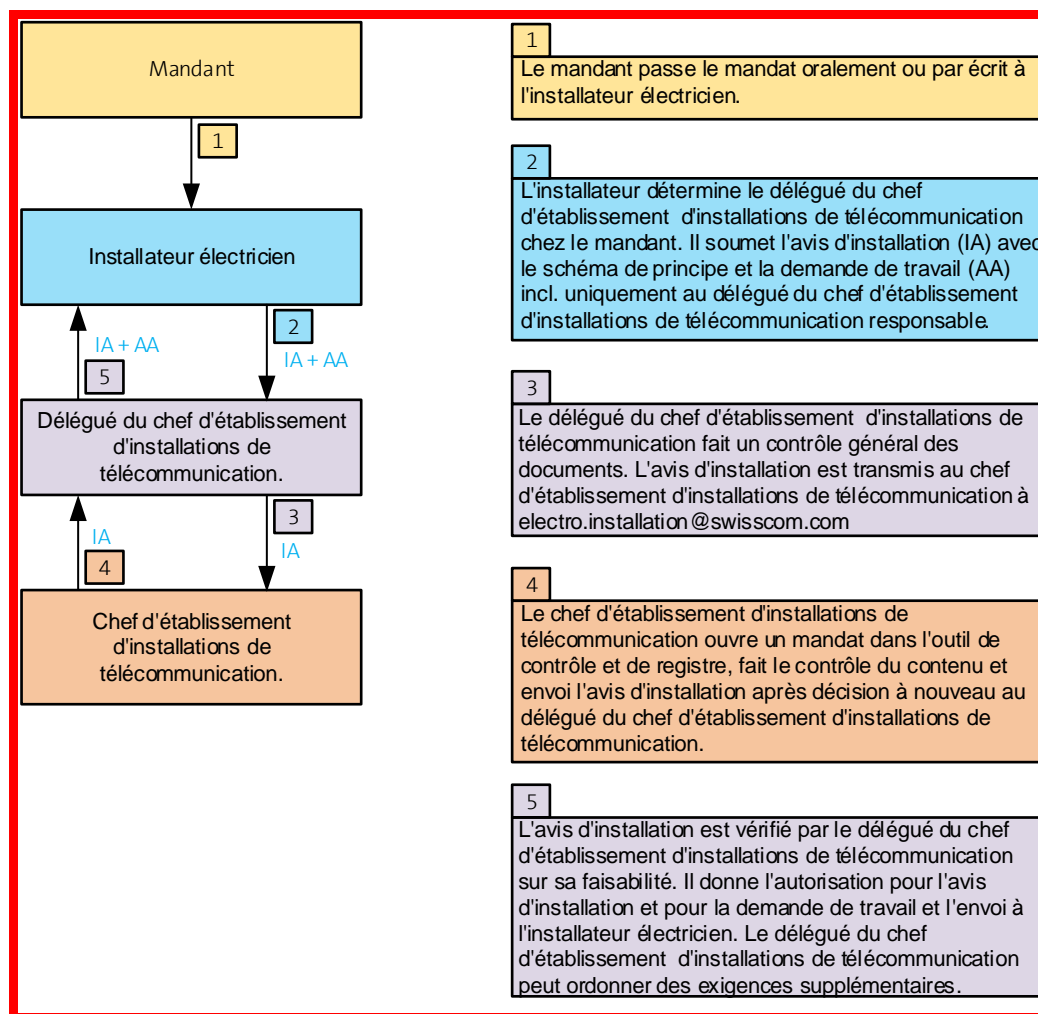 Mandant
1
Installateur électricien
2
IA + AA
IA + AA
5
Délégué du chef d'établissement
d'installations de
télécommunication.
3
IA
IA
4
Chef d'établissement
d'installations de
télécommunication.
1
Le mandant passe le mandat oralement ou par écrit à
l'installateur électricien.
2
L'installateur détermine le délégué du chef
d'établissement d'installations de télécommunication
chez le mandant. Il soumet l'avis d'installation (IA) avec
le schéma de principe et la demande de travail (AA)
incl. uniquement au délégué du chef d'établissement
d'installations de télécommunication responsable.
3
Le délégué du chef d'établissement d'installations de
télécommunication fait un contrôle général des
documents. L'avis d'installation est transmis au chef
d'établissement d'installations de télécommunication à
electro.installation@swisscom.com
4
Le chef d'établissement d'installations de
télécommunication ouvre un mandat dans l'outil de
contrôle et de registre, fait le contrôle du contenu et
envoi l'avis d'installation après décision à nouveau au
délégué du chef d'établissement d'installations de
télécommunication.
5
L'avis d'installation est vérifié par le délégué du chef
d'établissement d'installations de télécommunication
sur sa faisabilité. Il donne l'autorisation pour l'avis
d'installation et pour la demande de travail et l'envoi à
l'installateur électricien. Le délégué du chef
d'établissement d'installations de télécommunication
peut ordonner des exigences supplémentaires.